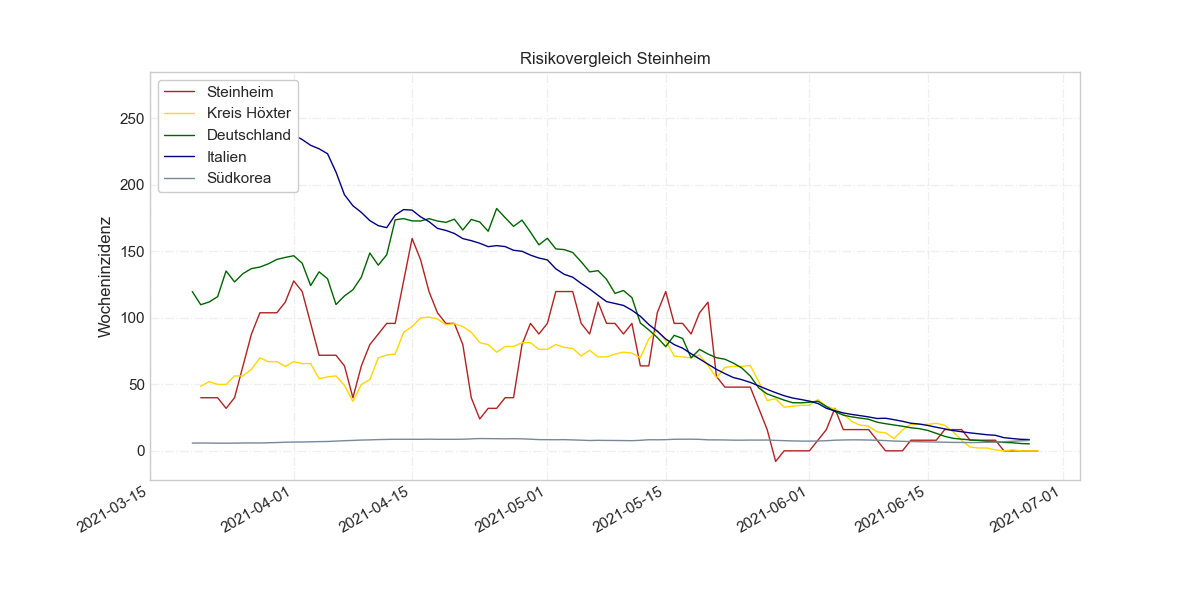 Risikovergleich Steinheim
Steinheim
Kreis Höxter
Deutschland
Italien
Südkorea
Wocheninzidenz
250
200
150
100
50
0
2021-03-15
2021-04-01
2021-04-15
2021-05-01
2021-05-15
2021-06-01
2021-06-15
2021-07-01